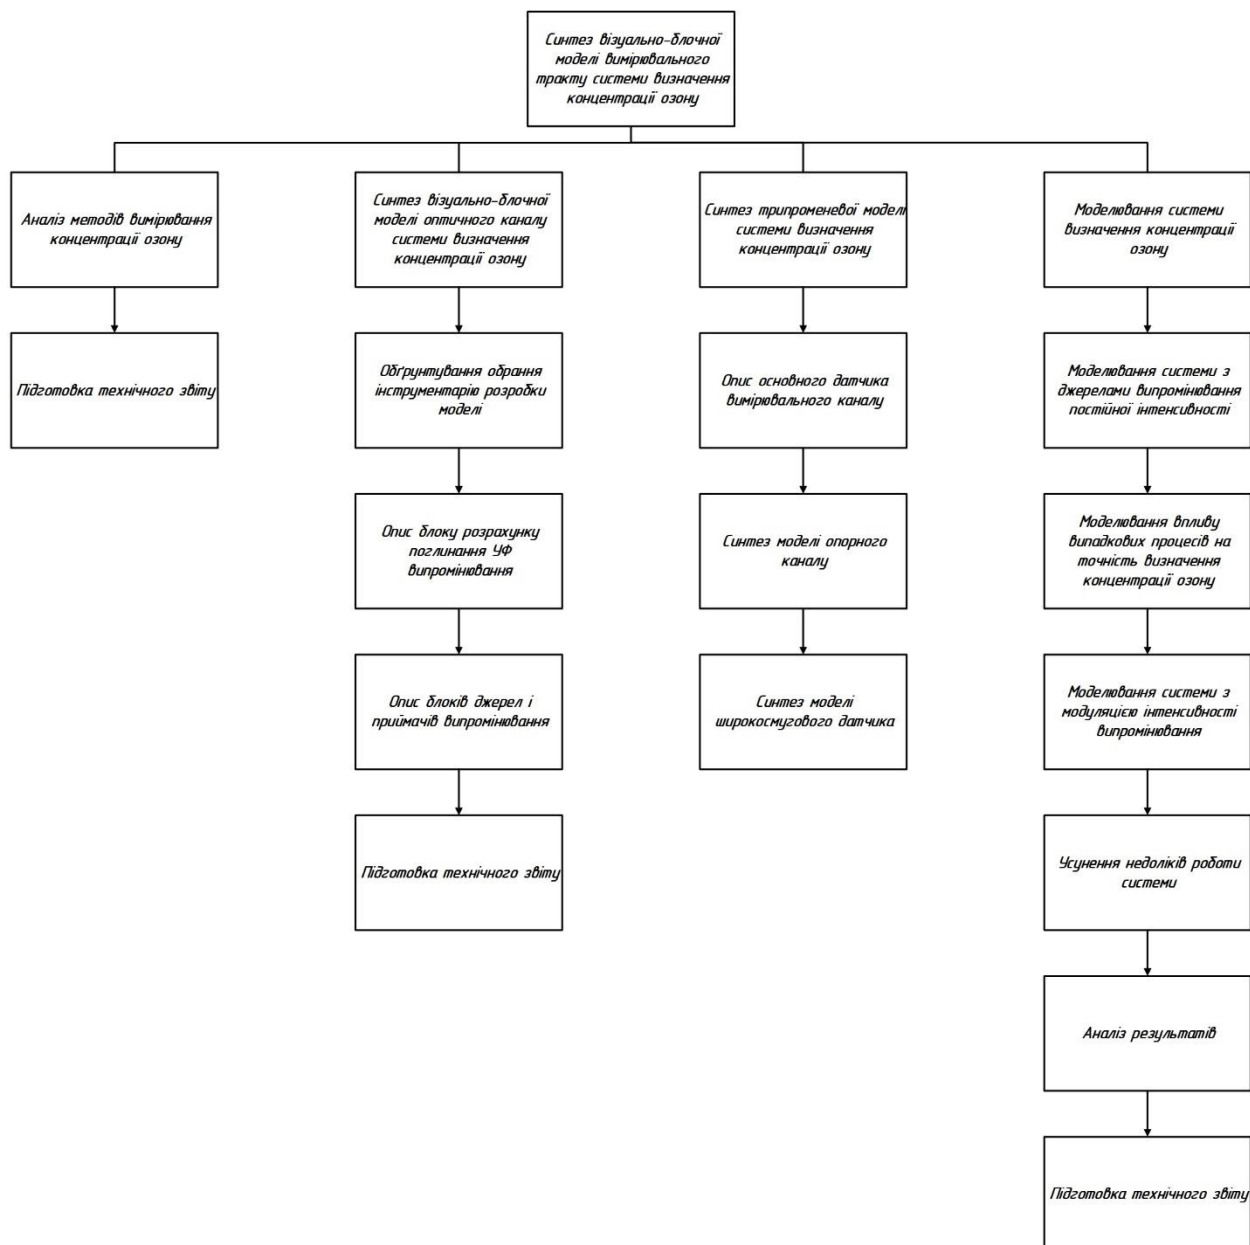 Синтез візуально-блочної
моделі вимірювального
тракту системи визначення
концентрації озону
Аналіз методів вимірювання
концентрації озону
Підготовка технічного звіту
Синтез візуально-блочної
моделі оптичного каналу
системи визначення
концентрації озону
Обґрунтування обрання
інструментарію розробки
моделі
Опис блоку розрахунку
поглинання УФ
випромінювання
Опис блоків джерел і
приймачів випромінювання
Підготовка технічного звіту
Синтез трипроменевої моделі
системи визначення
концентрації озону
Опис основного датчика
вимірювального каналу
Синтез моделі опорного
каналу
Синтез моделі
широкосмугового датчика
Моделювання системи
визначення концентрації
озону
Моделювання системи з
джерелами випромінювання
постійної інтенсивності
Моделювання впливу
випадкових процесів на
точність визначення
концентрації озону
Моделювання системи з
модуляцією інтенсивності
випромінювання
Усунення недоліків роботи
системи
Аналіз результатів
Підготовка технічного звіту